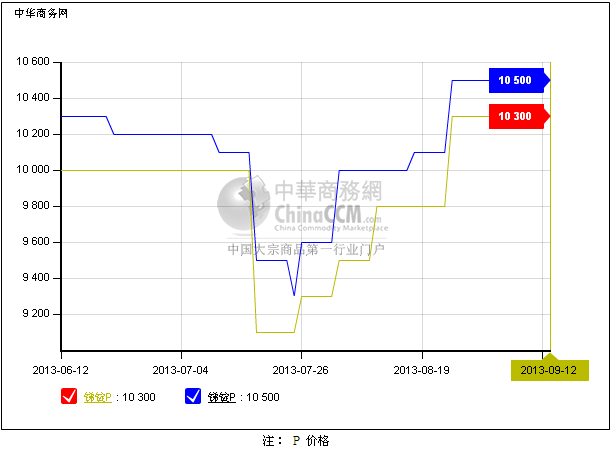 中华商务网
10 600
10 400
10 200
10 000
9 800
9 600
9 400
9 200
10 500
10 300
中華商務網
ChinaCCM.com
China Commodity Marketplace
中国大宗商品第一行业门户
2013-06-12
2013-07-04
2013-07-26
2013-08-19
2013-09-12
锑锭P : 10 300
锑锭P : 10 500
注： P 价格